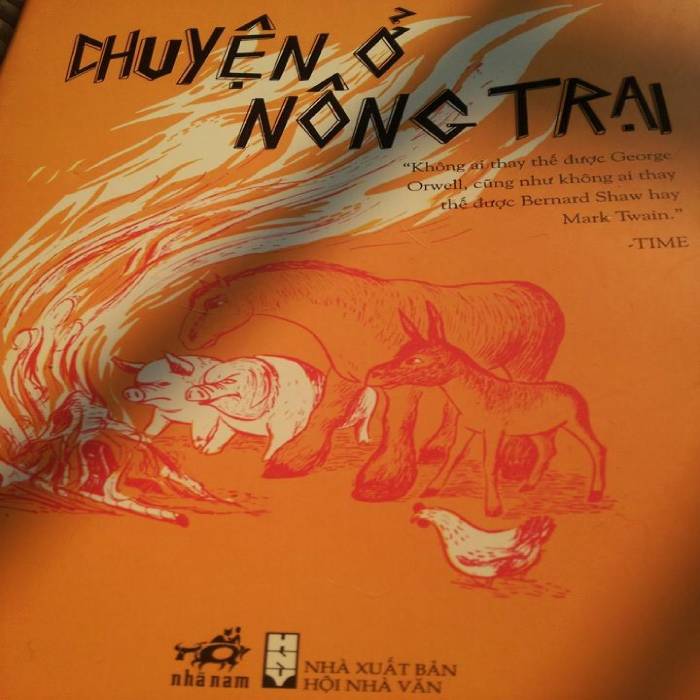 CHUYỆN Ở
NÔNG TRẠI
“Không ai thay thế được George
Orwell, cũng như không ai thay
thế được Bernard Shaw hay
Mark Twain.”
-TIME
nhã nam
HNV
NHÀ XUẤT BẢN
HỘI NHÀ VĂN